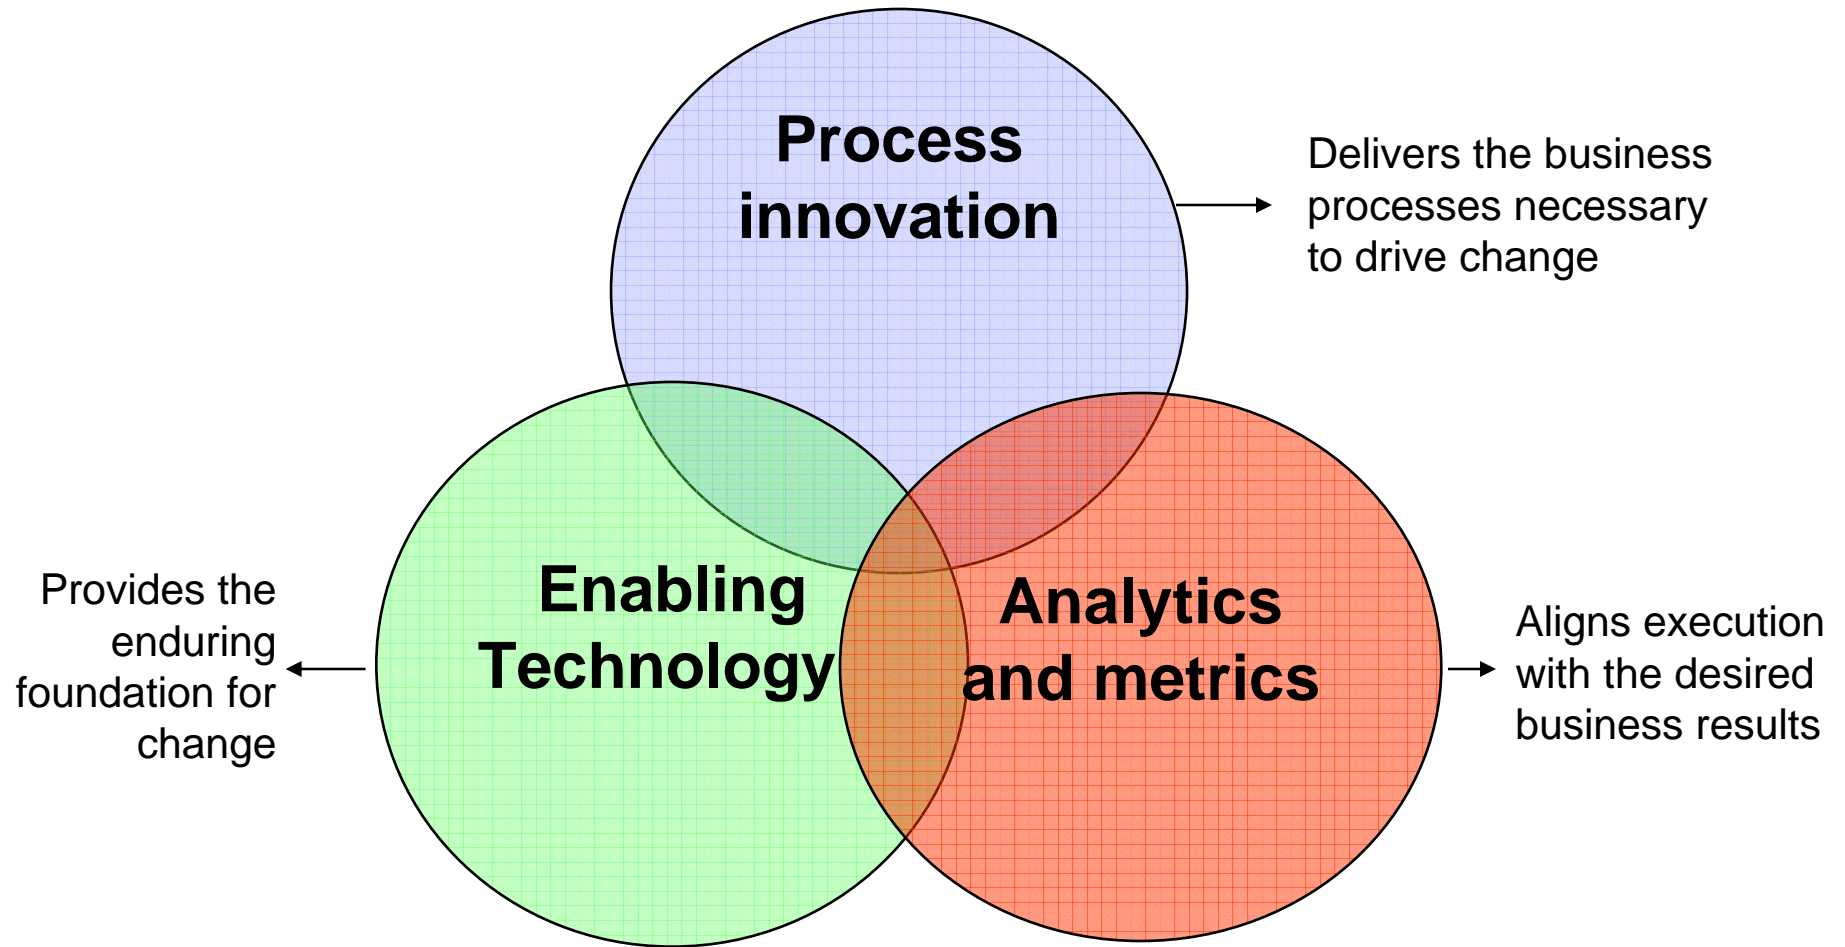 Process
innovation
Delivers the business
processes necessary
to drive change
Enabling
Technology
Provides the
enduring
foundation for
change
Analytics
and metrics
Aligns execution
with the desired
business results